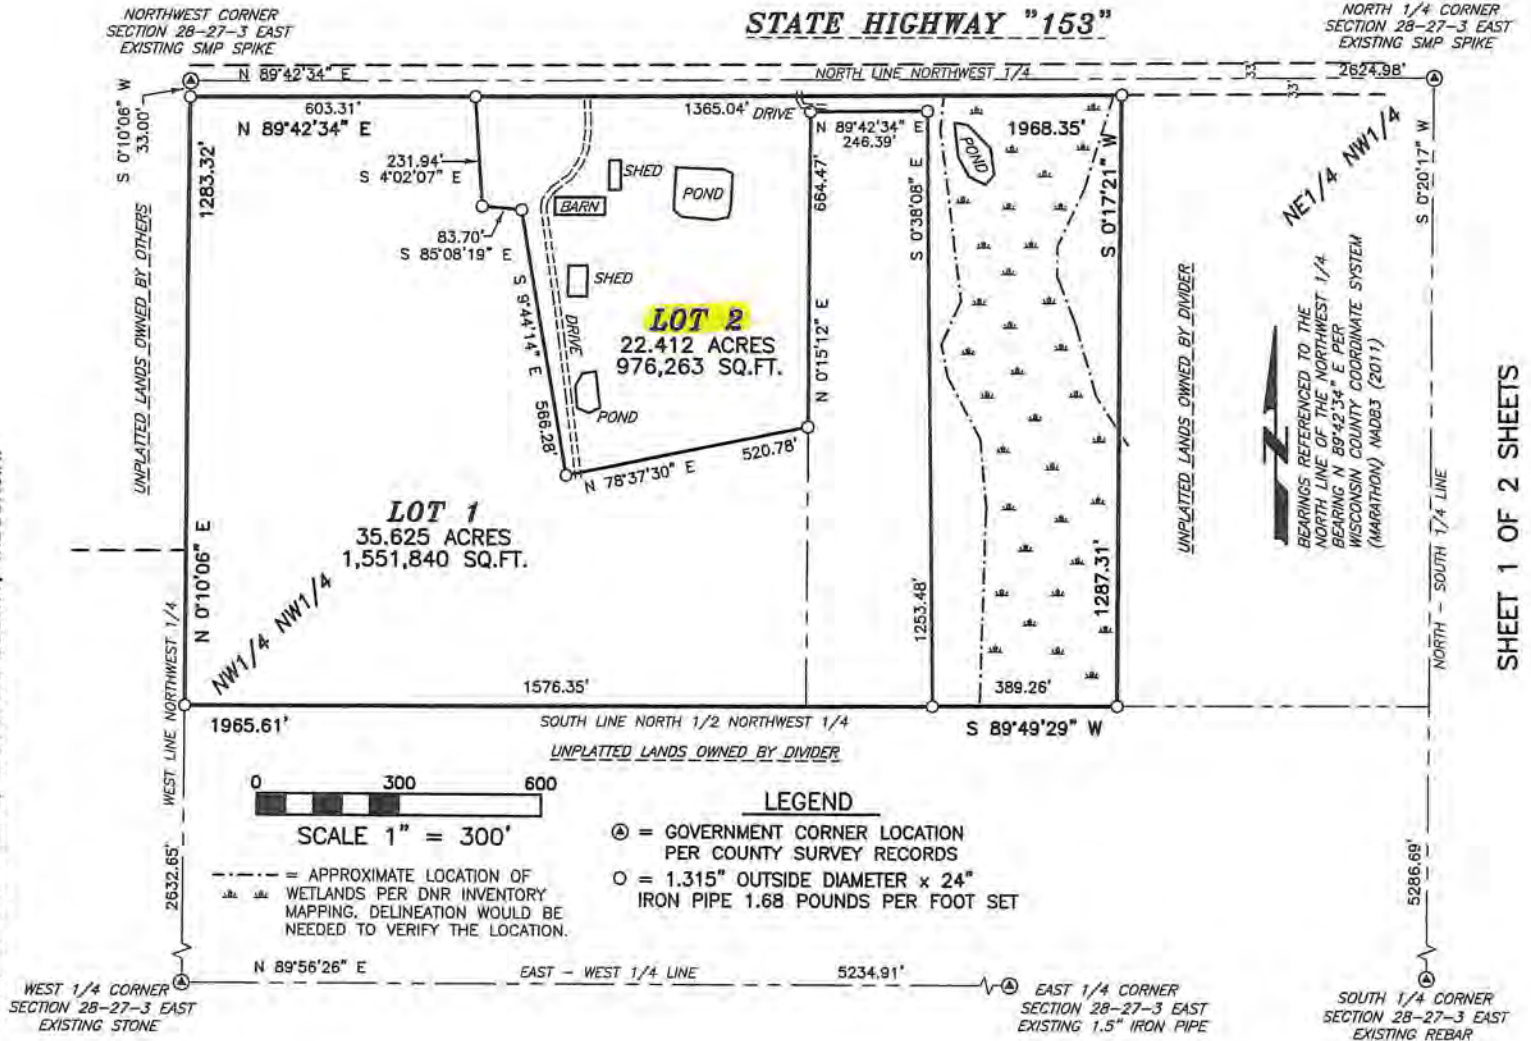 NORTHWEST CORNER
SECTION 28-27-3 EAST
EXISTING SMP SPIKE
STATE HIGHWAY "153"
NORTH 1/4 CORNER
SECTION 28-27-3 EAST
EXISTING SMP SPIKE
N 89°42'34" E
NORTH LINE NORTHWEST 1/4
33'
33'
2624.98'
S 0°10'06" W
33.00'
603.31'
N 89°42'34" E
1365.04'
DRIVE
N 89°42'34" E
246.39'
1968.35'
1283.32'
231.94'
S 4°02'07" E
83.70'
S 85°08'19" E
SHED
BARN
POND
SHED
DRIVE
POND
S 9°44'14" E
566.28'
LOT 2
22.412 ACRES
976,263 SQ.FT.
664.47'
N 0°15'12" E
520.78'
N 78°37'30" E
S 0°38'08" E
1253.48'
POND
S 0°17'21" W
1287.31'
NE1/4 NW1/4
S 0°20'17" W
UNPLATTED LANDS OWNED BY OTHERS
UNPLATTED LANDS OWNED BY DIVIDER
BEARINGS REFERENCED TO THE
NORTH LINE OF THE NORTHWEST 1/4
BEARING N 89°42'34" E PER
WISCONSIN COUNTY COORDINATE SYSTEM
(MARATHON) NAD83 (2011)
SHEET 1 OF 2 SHEETS
LOT 1
35.625 ACRES
1,551,840 SQ.FT.
N 0°10'06" E
NW1/4 NW1/4
WEST LINE NORTHWEST 1/4
NORTH - SOUTH 1/4 LINE
1576.35'
389.26'
1965.61'
SOUTH LINE NORTH 1/2 NORTHWEST 1/4
S 89°49'29" W
UNPLATTED LANDS OWNED BY DIVIDER
0 300 600
SCALE 1" = 300'
= APPROXIMATE LOCATION OF
WETLANDS PER DNR INVENTORY
MAPPING. DELINEATION WOULD BE
NEEDED TO VERIFY THE LOCATION.
LEGEND
= GOVERNMENT CORNER LOCATION
PER COUNTY SURVEY RECORDS
= 1.315" OUTSIDE DIAMETER x 24"
IRON PIPE 1.68 POUNDS PER FOOT SET
2632.65'
5286.69'
N 89°56'26" E
EAST - WEST 1/4 LINE
5234.91'
WEST 1/4 CORNER
SECTION 28-27-3 EAST
EXISTING STONE
EAST 1/4 CORNER
SECTION 28-27-3 EAST
EXISTING 1.5" IRON PIPE
SOUTH 1/4 CORNER
SECTION 28-27-3 EAST
EXISTING REBAR